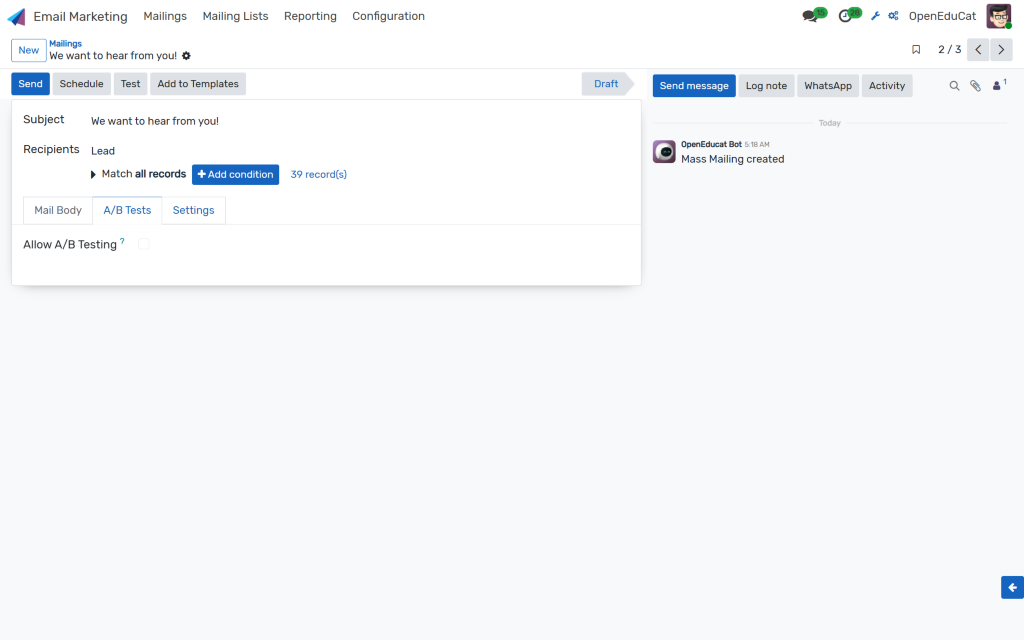 Email Marketing Mailings Mailing Lists Reporting Configuration 15 28 OpenEduCat
New Mailings 2 / 3
We want to hear from you!
Send Schedule Test Add to Templates Draft Send message Log note WhatsApp Activity 1
Subject We want to hear from you!
Today
OpenEducat Bot 5:18 AM
Mass Mailing created
Recipients Lead
Match all records Add condition 39 record(s)
Mail Body A/B Tests Settings
Allow A/B Testing ?